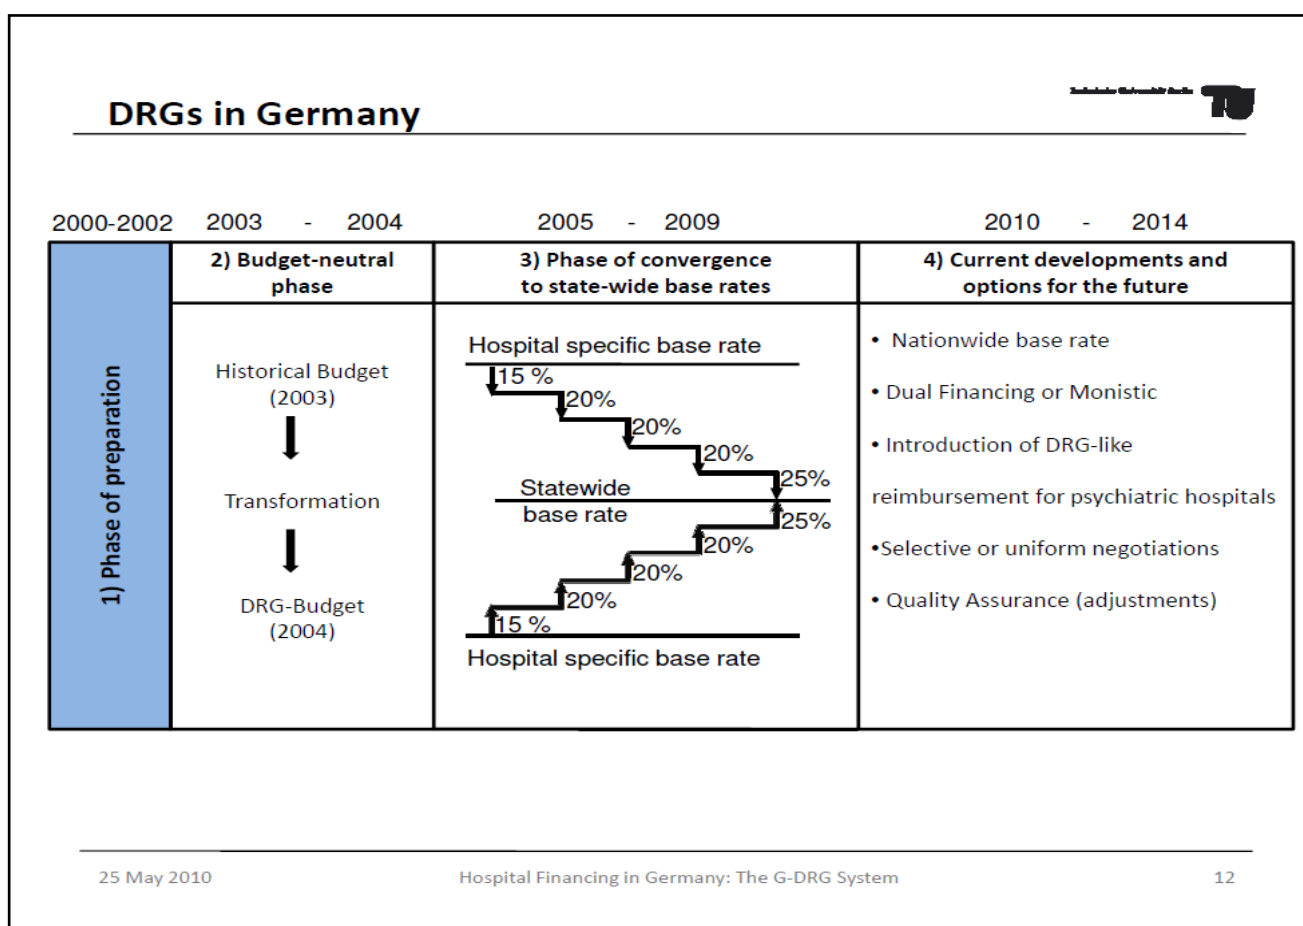 DRGs in Germany
Technische Universität Berlin
2000-2002 2003 - 2004 2005 - 2009 2010 - 2014
1) Phase of preparation
2) Budget-neutral
phase
Historical Budget
(2003)
Transformation
DRG-Budget
(2004)
3) Phase of convergence
to state-wide base rates
Hospital specific base rate
15 %
20%
20%
20%
25%
Statewide
base rate
25%
20%
20%
20%
15 %
Hospital specific base rate
4) Current developments and
options for the future
• Nationwide base rate
• Dual Financing or Monistic
• Introduction of DRG-like
reimbursement for psychiatric hospitals
•Selective or uniform negotiations
• Quality Assurance (adjustments)
25 May 2010 Hospital Financing in Germany: The G-DRG System 12